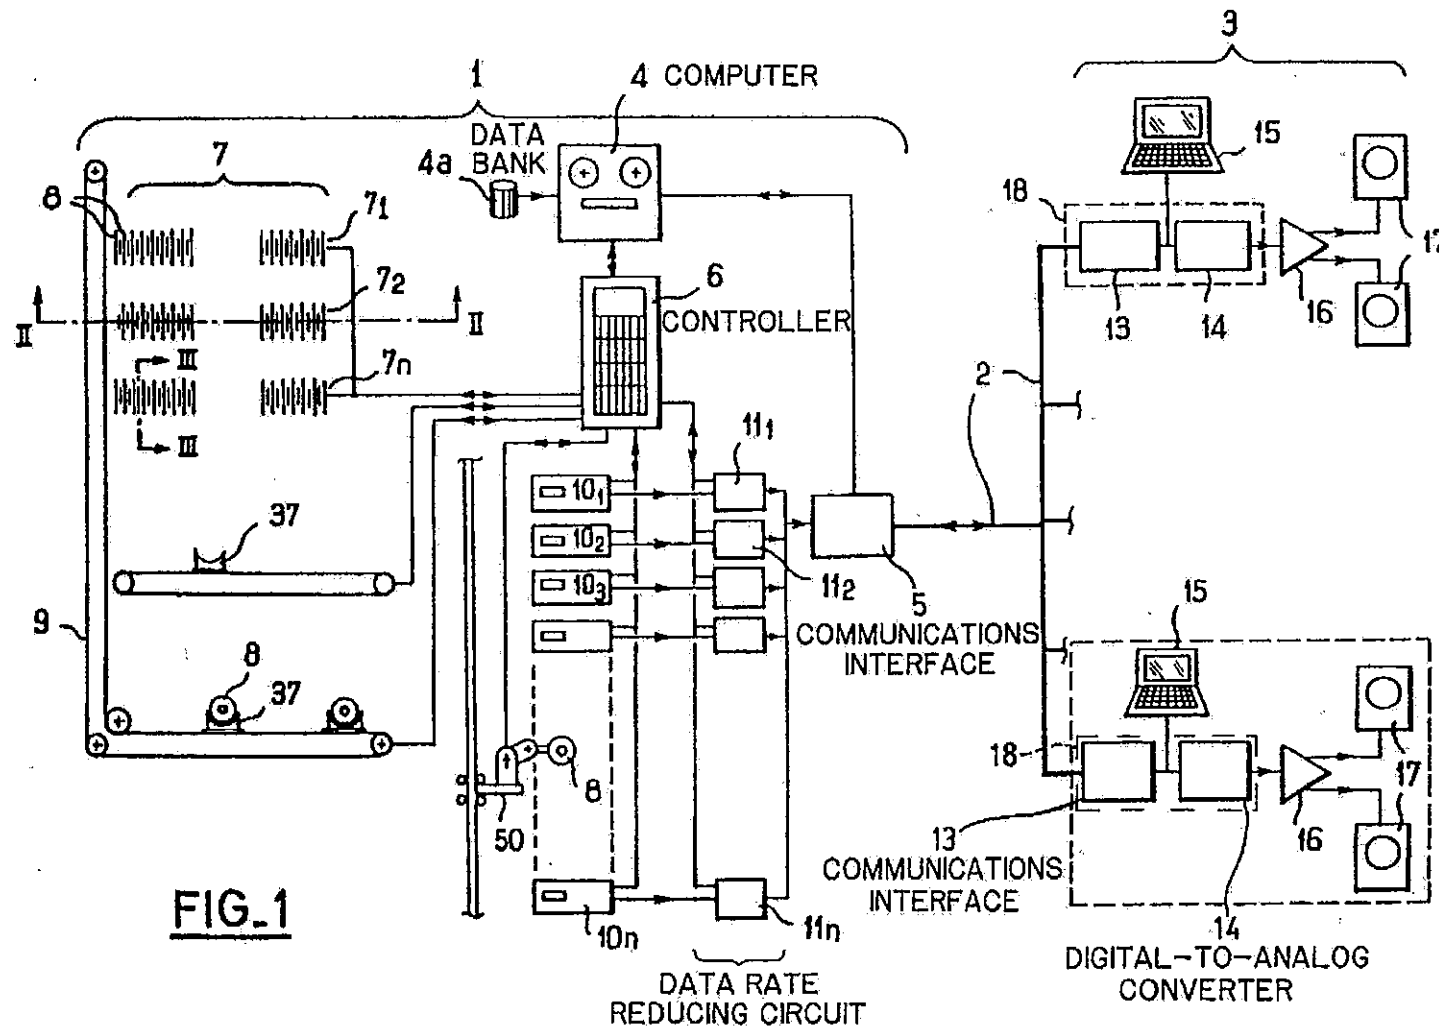 1
4 COMPUTER
DATA
BANK
4a
3
7
8
7₁
7₂
7n
II
II
III
III
6
CONTROLLER
15
18
13
14
16
17
2
37
9
8
37
10₁
10₂
10₃
10n
11₁
11₂
11n
5
COMMUNICATIONS
INTERFACE
8
50
15
18
13
COMMUNICATIONS
INTERFACE
16
17
14
DIGITAL-TO-ANALOG
CONVERTER
DATA RATE
REDUCING CIRCUIT
FIG_1